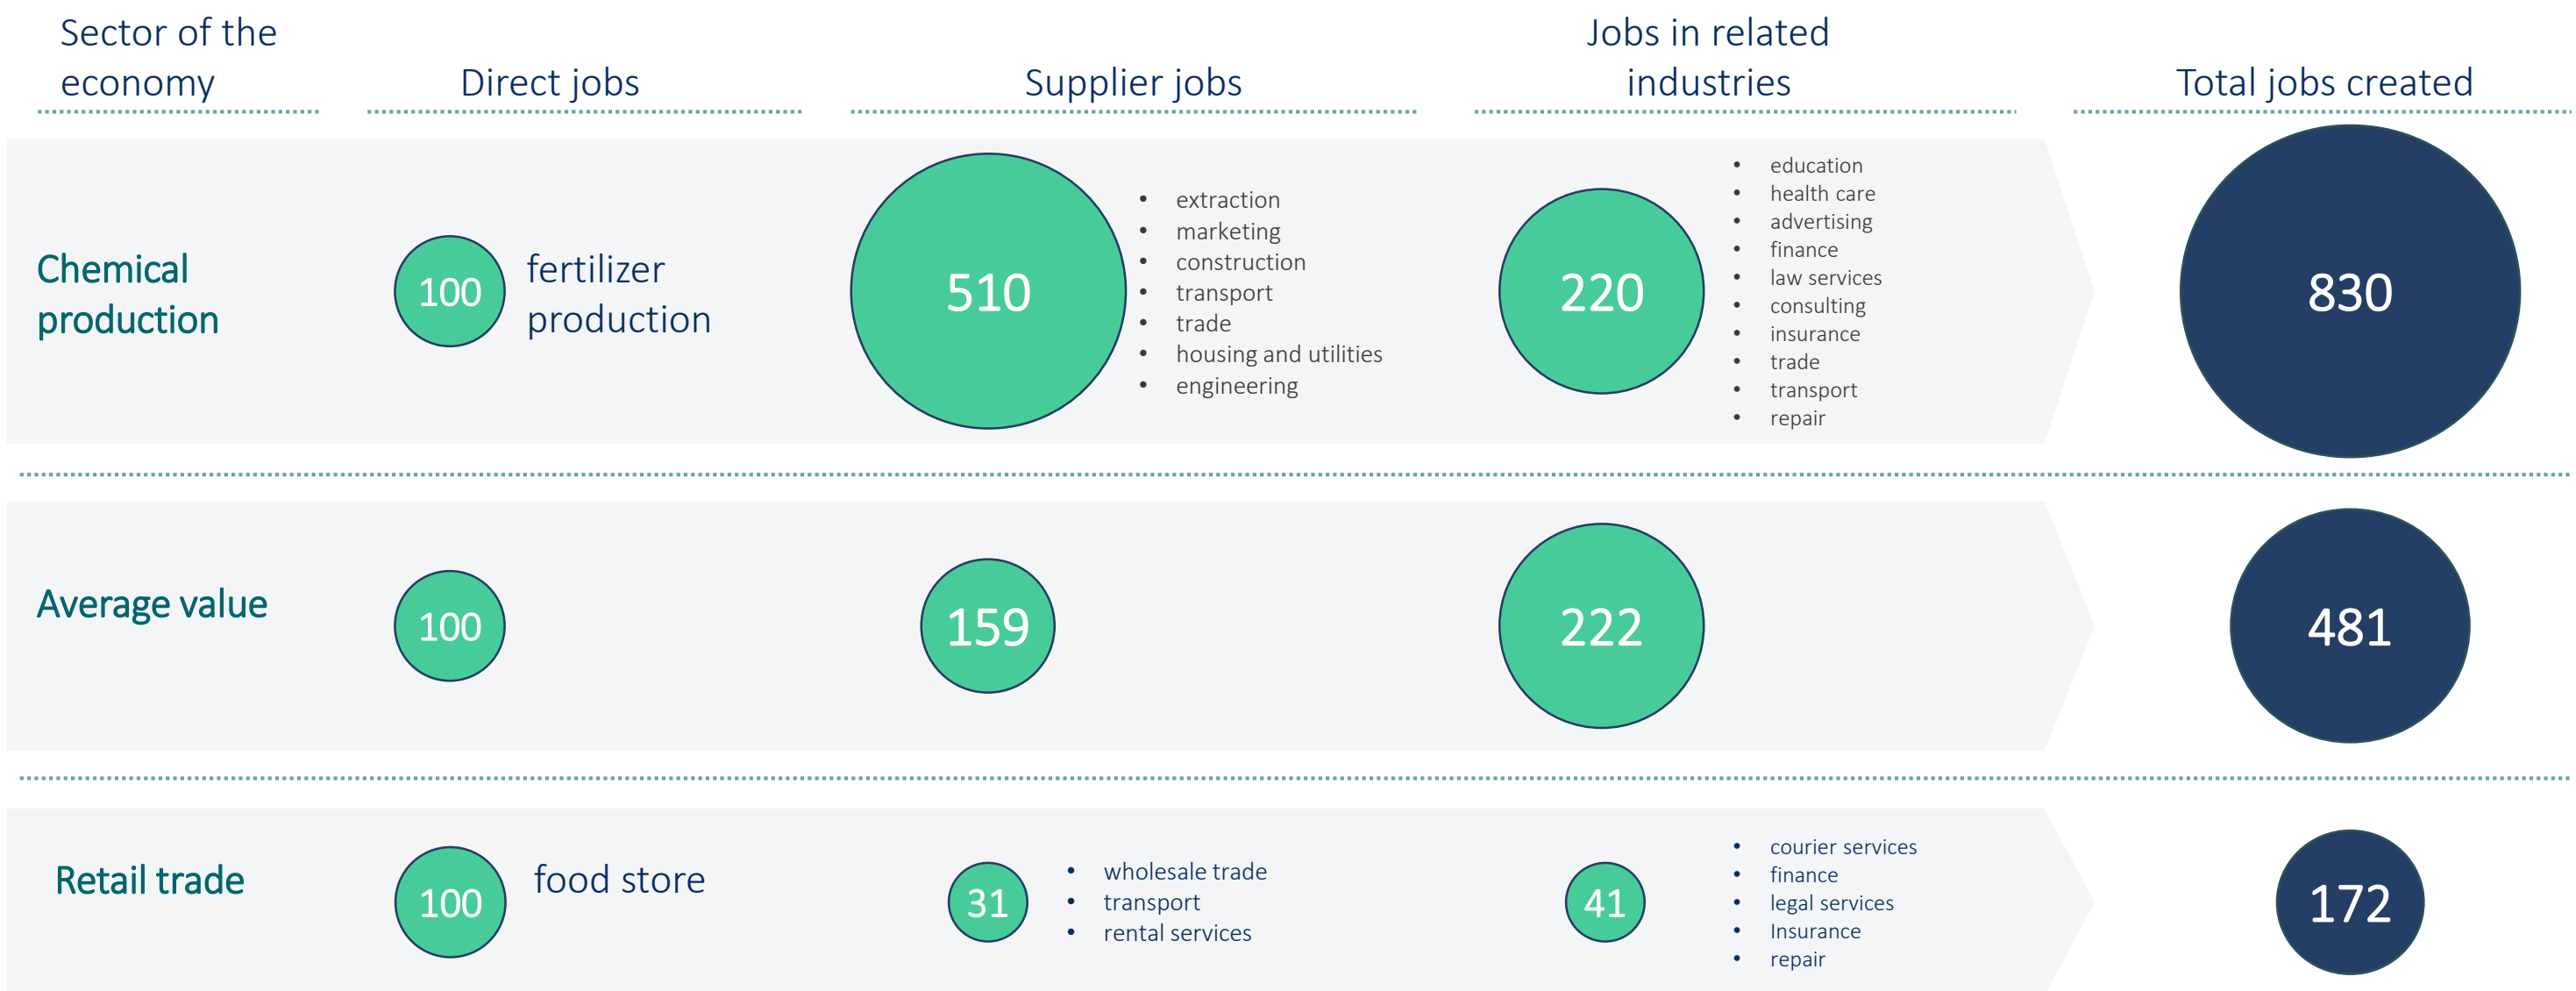 Sector of the
economy
Direct jobs
Supplier jobs
Jobs in related
industries
Total jobs created
Chemical
production
100
fertilizer
production
510
• extraction
• marketing
• construction
• transport
• trade
• housing and utilities
• engineering
220
• education
• health care
• advertising
• finance
• law services
• consulting
• insurance
• trade
• transport
• repair
830
Average value
100
159
222
481
Retail trade
100
food store
31
• wholesale trade
• transport
• rental services
41
• courier services
• finance
• legal services
• Insurance
• repair
172